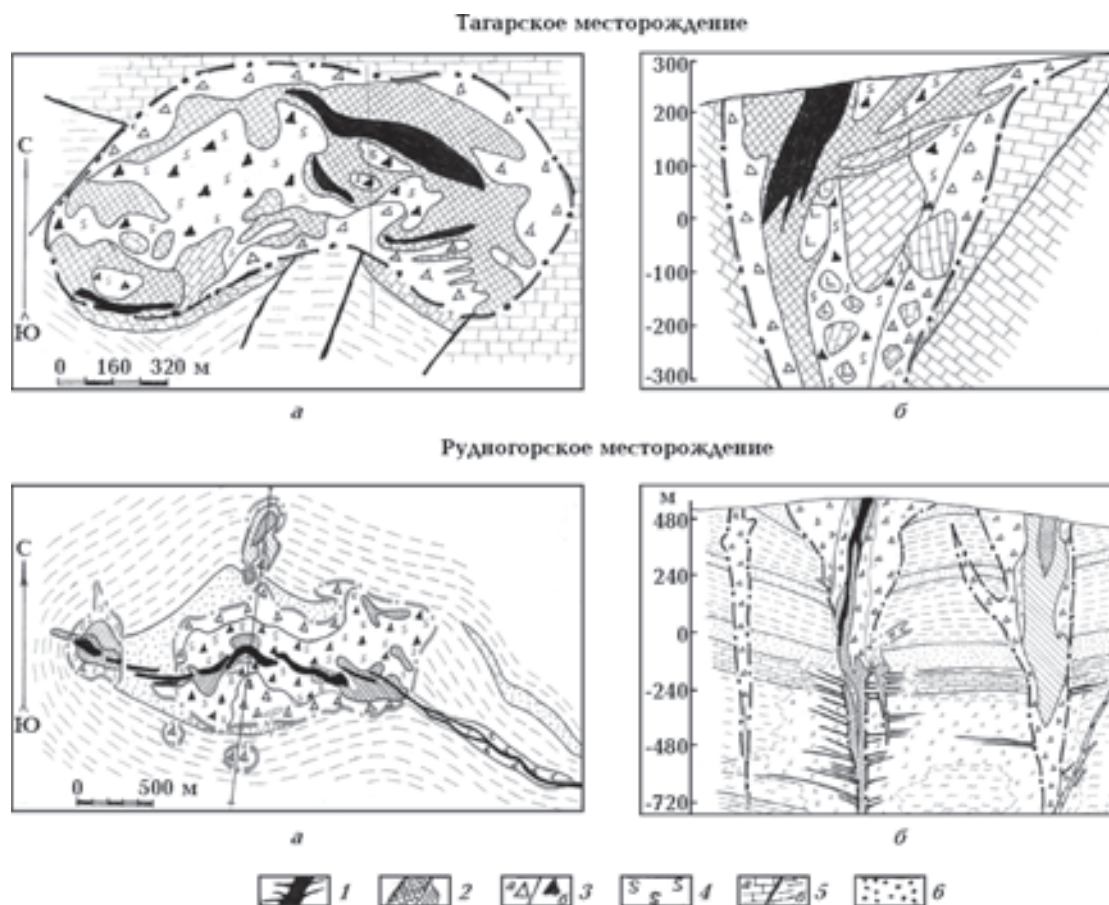 Тагарское месторождение
С
Ю
0 160 320 м
а
300
200
100
0
-100
-200
-300
б
Рудногорское месторождение
С
Ю
0 500 м
а
м
480
240
0
-240
-480
-720
б
1 2 а б 3 s s s s 4 а б 5 6